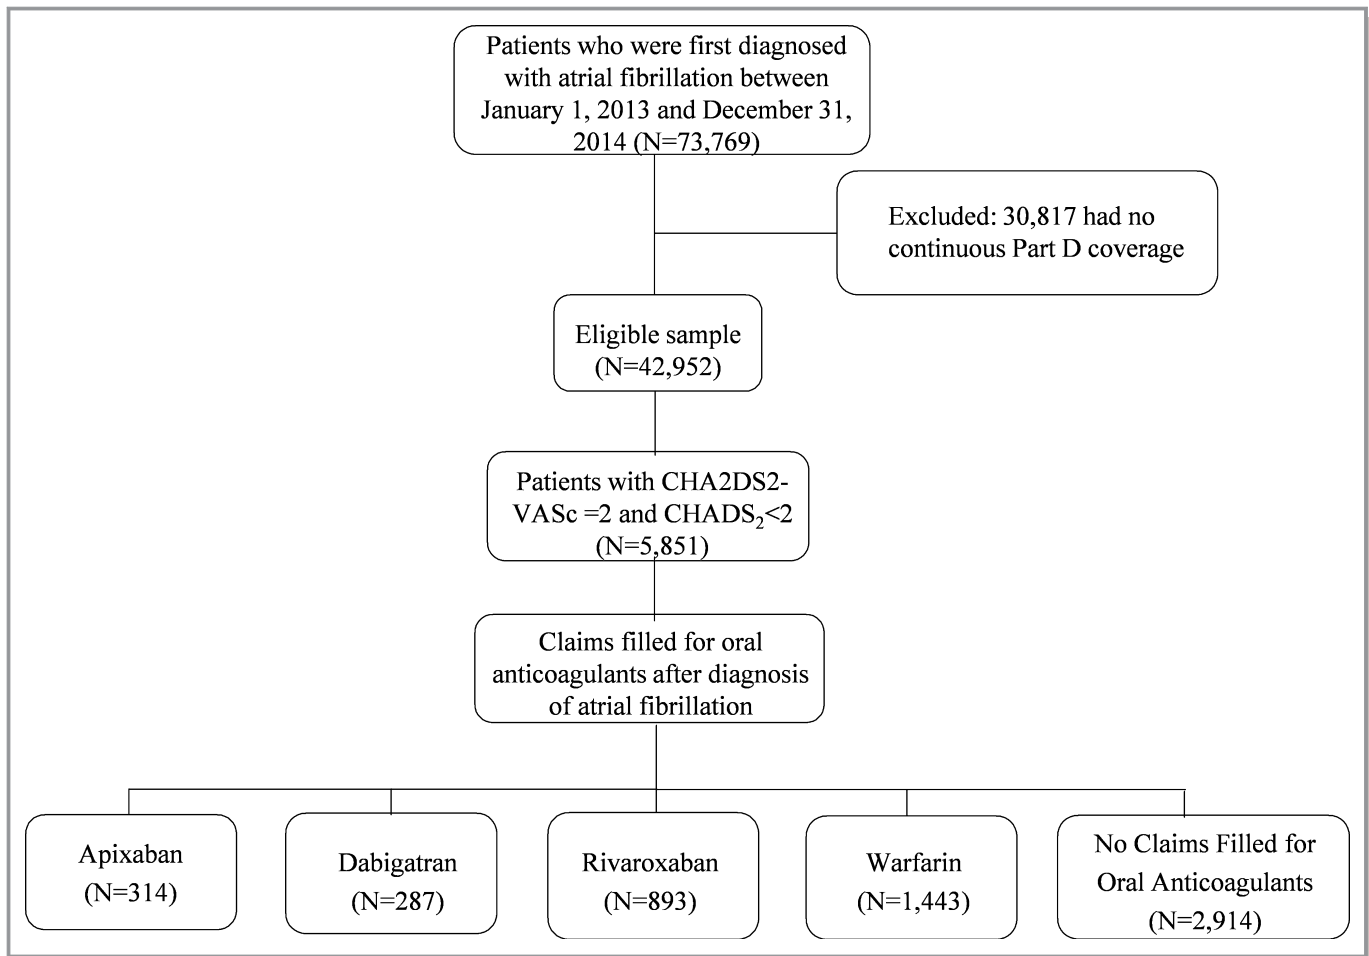 Patients who were first diagnosed
with atrial fibrillation between
January 1, 2013 and December 31,
2014 (N=73,769)
Excluded: 30,817 had no
continuous Part D coverage
Eligible sample
(N=42,952)
Patients with CHA2DS2-
VASc =2 and CHADS₂<2
(N=5,851)
Claims filled for oral
anticoagulants after diagnosis
of atrial fibrillation
Apixaban
(N=314)
Dabigatran
(N=287)
Rivaroxaban
(N=893)
Warfarin
(N=1,443)
No Claims Filled for
Oral Anticoagulants
(N=2,914)